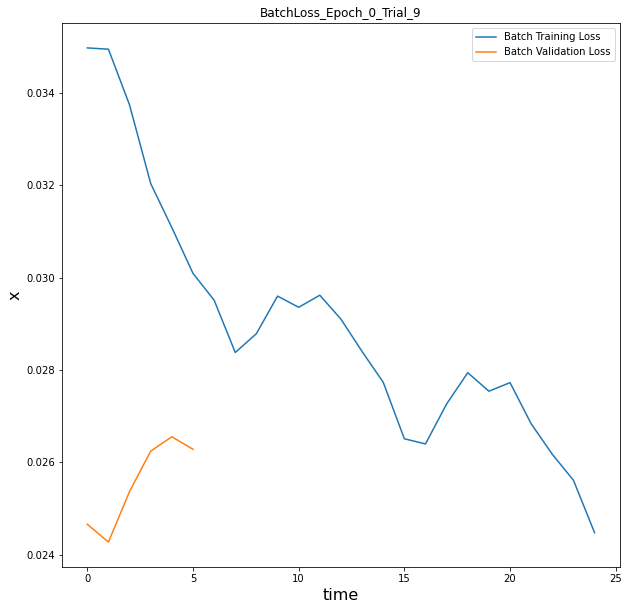 BatchLoss_Epoch_0_Trial_9
Batch Training Loss
Batch Validation Loss
0.034
0.032
0.030
0.028
0.026
0.024
x
0 5 10 15 20 25
time